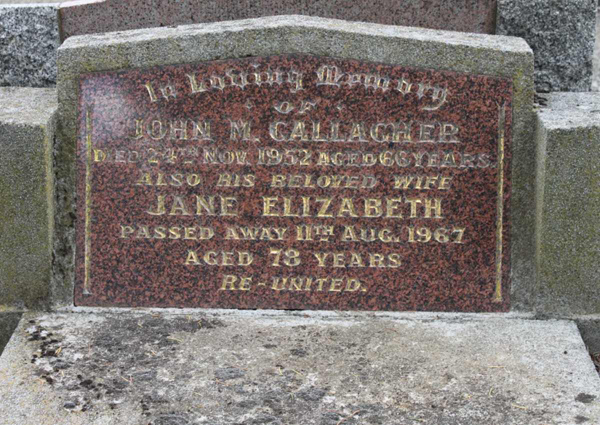 In Loving Memory
OF
JOHN M. GALLAGHER
DIED 24TH NOV. 1952 AGED 66 YEARS
ALSO HIS BELOVED WIFE
JANE ELIZABETH
PASSED AWAY 11TH AUG. 1967
AGED 78 YEARS
RE-UNITED.